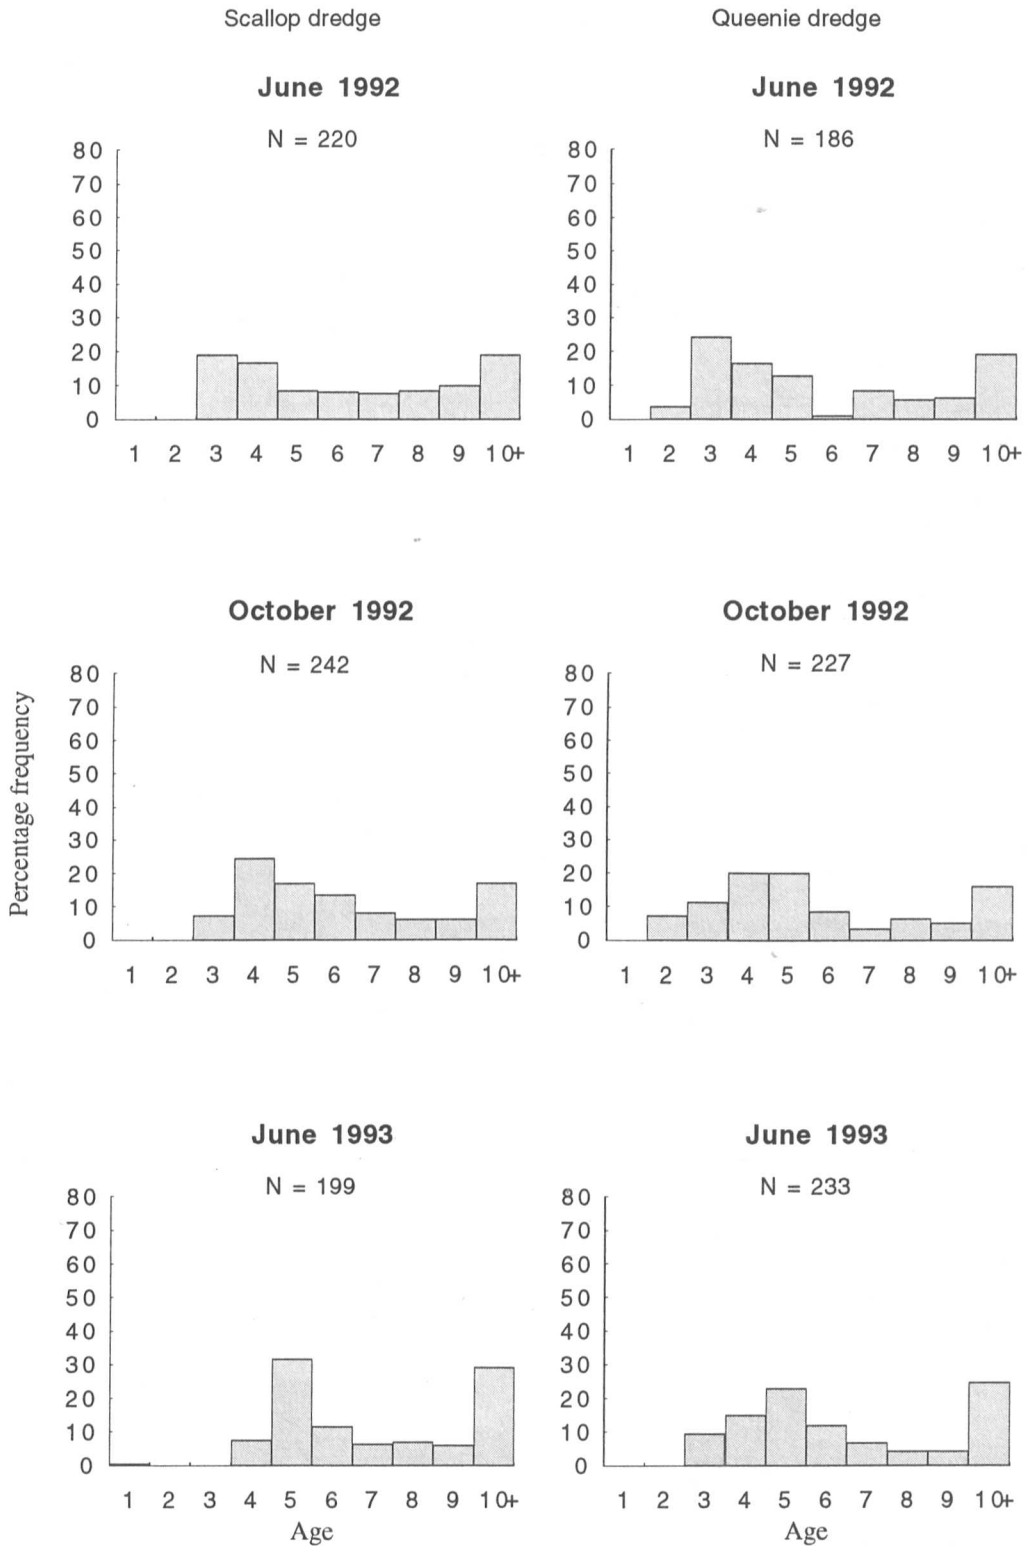 Scallop dredge Queenie dredge
June 1992 June 1992
N = 220 N = 186
80 80
70 70
60 60
50 50
40 40
30 30
20 20
10 10
0 0
1 2 3 4 5 6 7 8 9 10+ 1 2 3 4 5 6 7 8 9 10+
October 1992 October 1992
N = 242 N = 227
80 80
70 70
60 60
50 50
40 40
30 30
20 20
10 10
0 0
Percentage frequency
1 2 3 4 5 6 7 8 9 10+ 1 2 3 4 5 6 7 8 9 10+
June 1993 June 1993
N = 199 N = 233
80 80
70 70
60 60
50 50
40 40
30 30
20 20
10 10
0 0
1 2 3 4 5 6 7 8 9 10+ 1 2 3 4 5 6 7 8 9 10+
Age Age